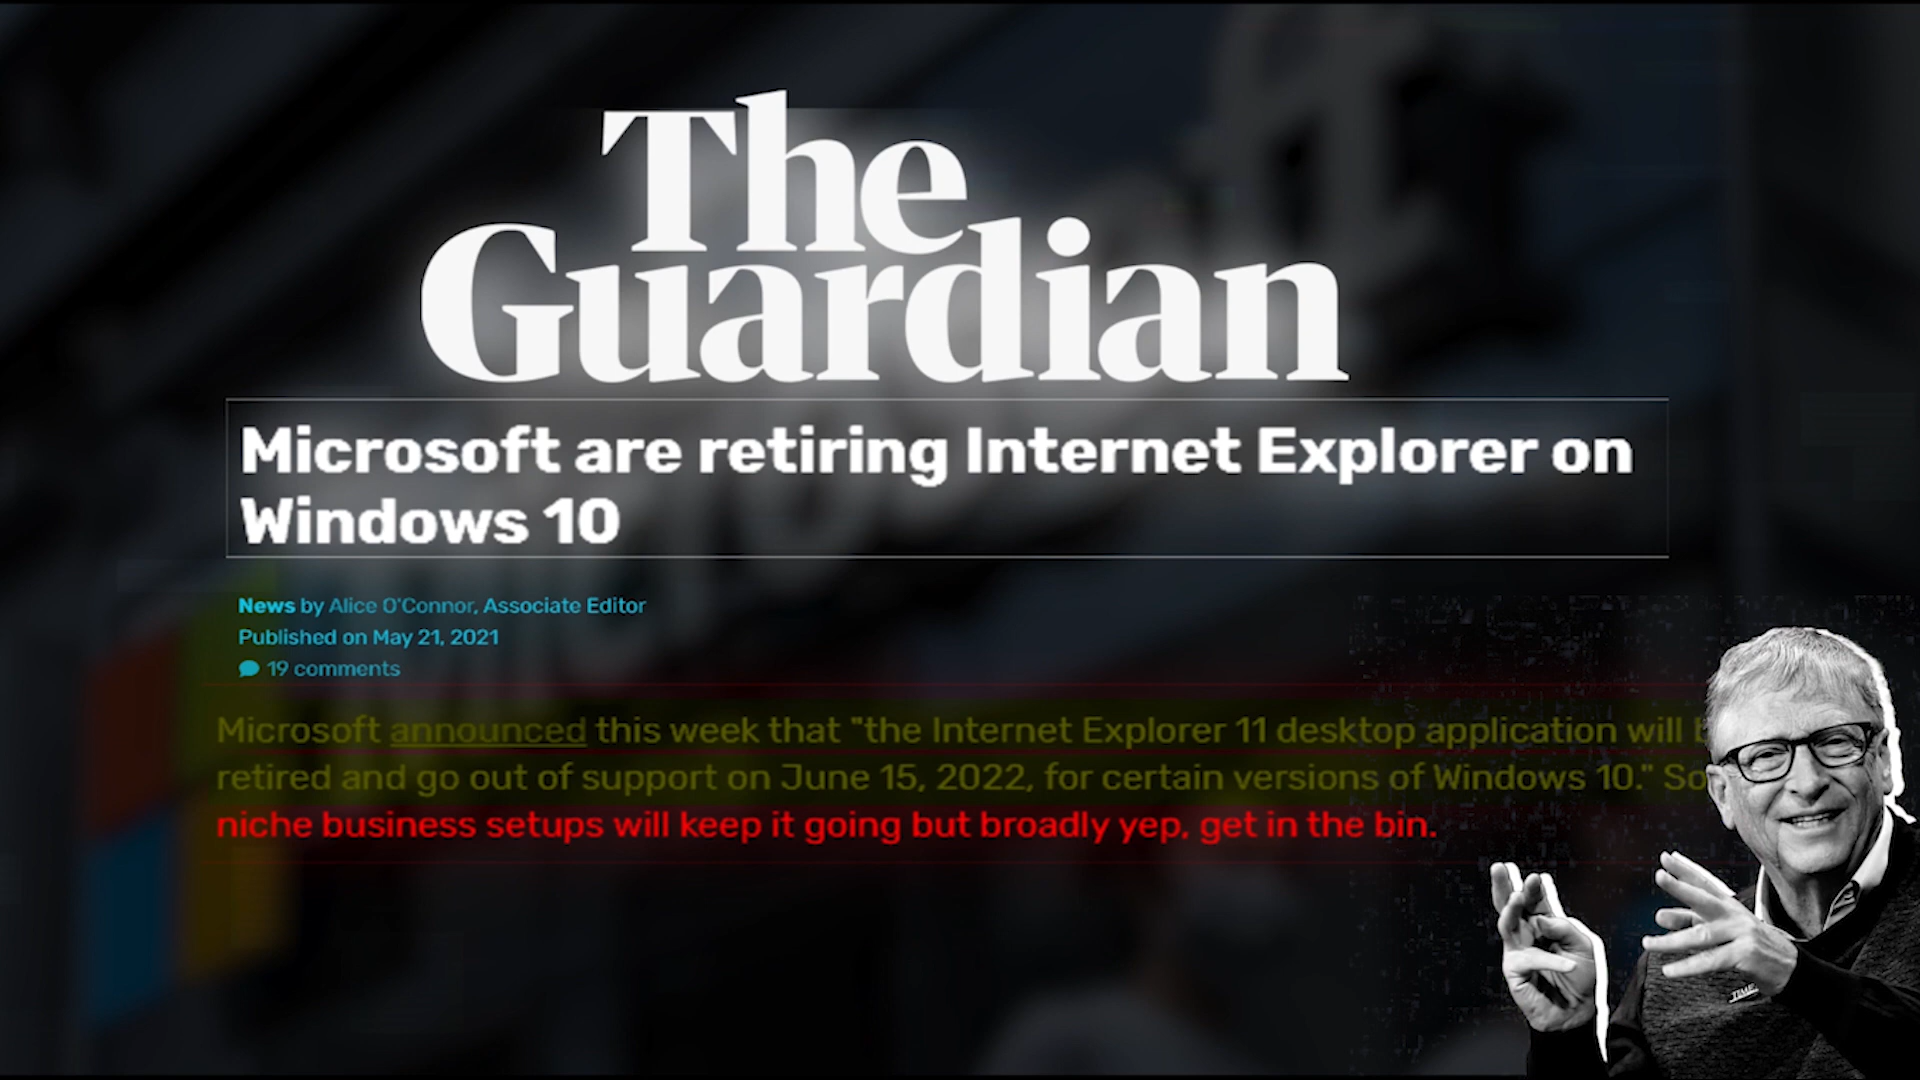 The
Guardian
Microsoft are retiring Internet Explorer on
Windows 10
News by Alice O'Connor, Associate Editor
Published on May 21, 2021
19 comments
Microsoft announced this week that "the Internet Explorer 11 desktop application will
retired and go out of support on June 15, 2022, for certain versions of Windows 10." So
niche business setups will keep it going but broadly yep, get in the bin.
TIME